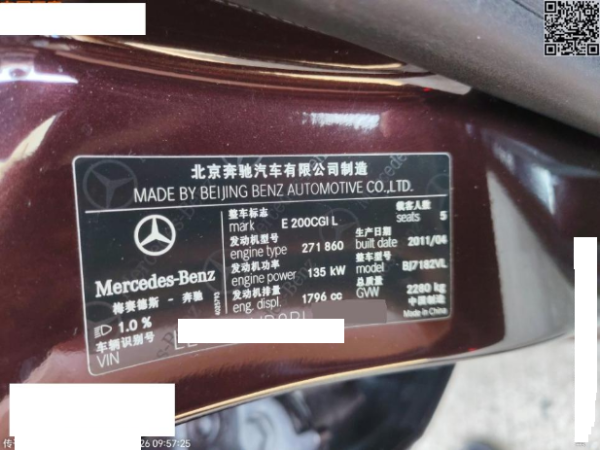 北京奔驰汽车有限公司制造
MADE BY BEIJING BENZ AUTOMOTIVE CO.,LTD.
整车标志
mark E 200CGI L
载客人数
seats 5
发动机型号
engine type 271 860
生产日期
built date 2011/04
发动机功率
engine power 135 kW
整车型号
model BJ7182VL
发动机排量
eng. displ. 1796 cc
总质量
GVW 2280 kg
中国制造
Made in China
Mercedes-Benz
梅赛德斯 - 奔驰
1.0 %
车辆识别号
VIN
26 09:57:25